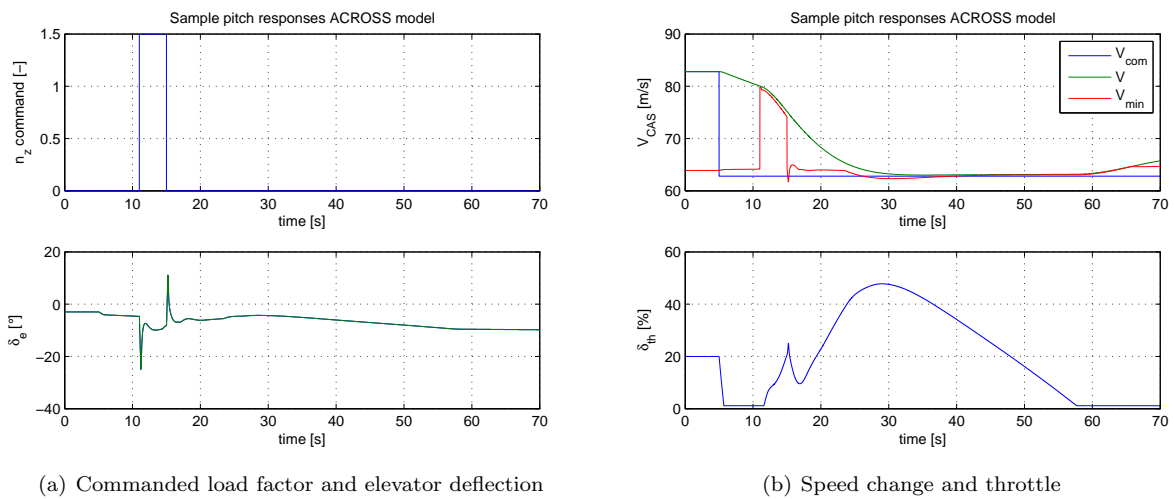 Sample pitch responses ACROSS model
1.5
1
0.5
0
n_z command [−]
0 10 20 30 40 50 60 70
time [s]
20
0
−20
−40
δ_e [°]
0 10 20 30 40 50 60 70
time [s]
(a) Commanded load factor and elevator deflection
Sample pitch responses ACROSS model
90
80
70
60
V_CAS [m/s]
V_com
V
V_min
0 10 20 30 40 50 60 70
time [s]
60
40
20
0
δ_th [%]
0 10 20 30 40 50 60 70
time [s]
(b) Speed change and throttle